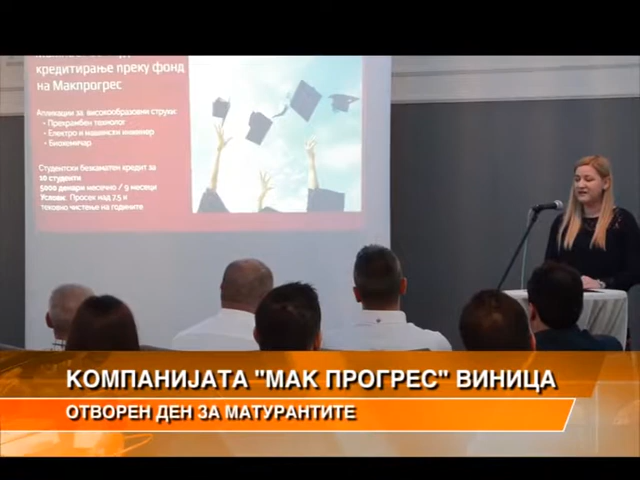 кредитирање преку фонд
на Макпрогрес
Апликации за високообразовни струки:
- Прехрамбен технолог
- Електро и машински инженер
- Биохемичар
Студентски бескаматен кредит за
10 студенти
5000 денари месечно / 9 месеци
Услови: Просек над 7.5 и
тековно чистење на годините
КОМПАНИЈАТА "МАК ПРОГРЕС" ВИНИЦА
ОТВОРЕН ДЕН ЗА МАТУРАНТИТЕ